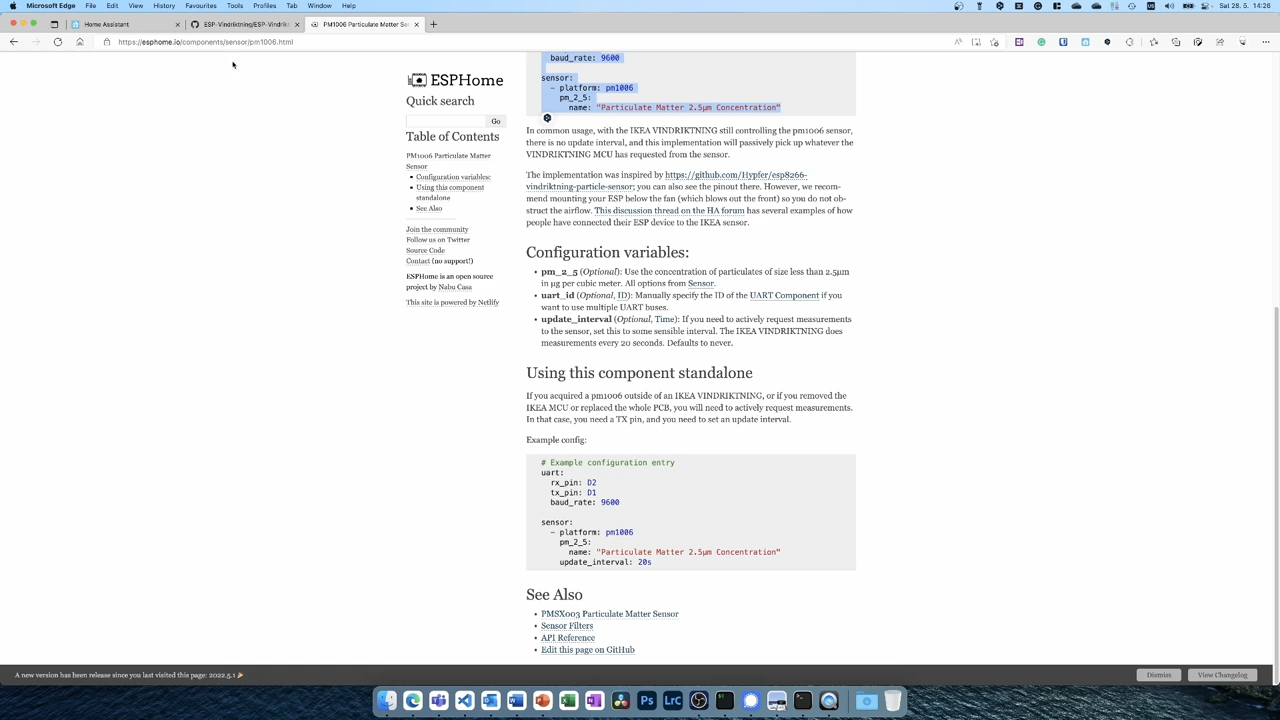 Microsoft Edge File Edit View History Favourites Tools Profiles Tab Window Help
Sat 28. 5. 14:26
Home Assistant
ESP-Vindriktning/ESP-Vindrikt
PM1006 Particulate Matter Sen
https://esphome.io/components/sensor/pm1006.html
ESPHome
Quick search
Go
Table of Contents
PM1006 Particulate Matter
Sensor
• Configuration variables:
• Using this component
standalone
• See Also
Join the community
Follow us on Twitter
Source Code
Contact (no support!)
ESPHome is an open source
project by Nabu Casa
This site is powered by Netlify
baud_rate: 9600
sensor:
- platform: pm1006
pm_2_5:
name: "Particulate Matter 2.5µm Concentration"
In common usage, with the IKEA VINDRIKTNING still controlling the pm1006 sensor,
there is no update interval, and this implementation will passively pick up whatever the
VINDRIKTNING MCU has requested from the sensor.
The implementation was inspired by https://github.com/Hypfer/esp8266-
vindriktning-particle-sensor; you can also see the pinout there. However, we recom-
mend mounting your ESP below the fan (which blows out the front) so you do not ob-
struct the airflow. This discussion thread on the HA forum has several examples of how
people have connected their ESP device to the IKEA sensor.
Configuration variables:
• pm_2_5 (Optional): Use the concentration of particulates of size less than 2.5µm
in µg per cubic meter. All options from Sensor.
• uart_id (Optional, ID): Manually specify the ID of the UART Component if you
want to use multiple UART buses.
• update_interval (Optional, Time): If you need to actively request measurements
to the sensor, set this to some sensible interval. The IKEA VINDRIKTNING does
measurements every 20 seconds. Defaults to never.
Using this component standalone
If you acquired a pm1006 outside of an IKEA VINDRIKTNING, or if you removed the
IKEA MCU or replaced the whole PCB, you will need to actively request measurements.
In that case, you need a TX pin, and you need to set an update interval.
Example config:
# Example configuration entry
uart:
rx_pin: D2
tx_pin: D1
baud_rate: 9600
sensor:
- platform: pm1006
pm_2_5:
name: "Particulate Matter 2.5µm Concentration"
update_interval: 20s
See Also
• PMSX003 Particulate Matter Sensor
• Sensor Filters
• API Reference
• Edit this page on GitHub
A new version has been release since you last visited this page: 2022.5.1 🎉
Dismiss
View Changelog
Ps
LrC